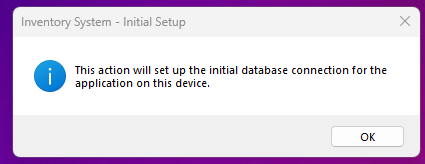 Inventory System - Initial Setup
This action will set up the initial database connection for the
application on this device.
OK